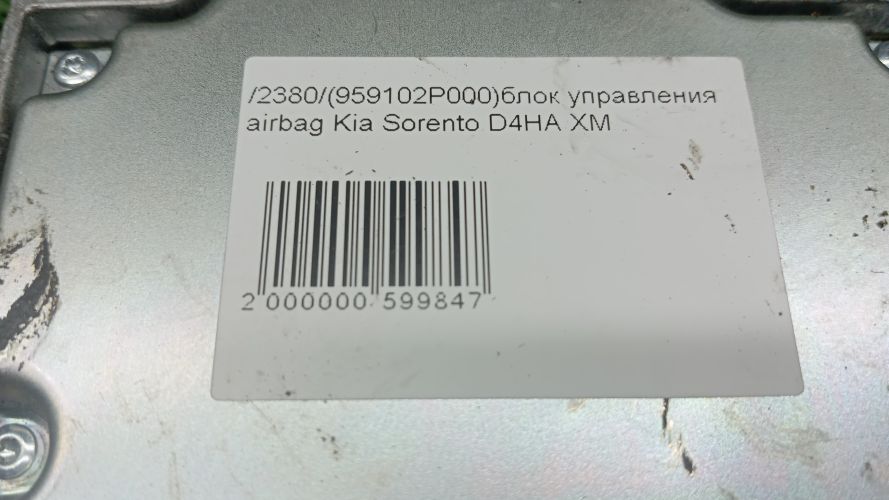 /2380/(959102P000)блок управления
airbag Kia Sorento D4HA XM
2 000000 599847